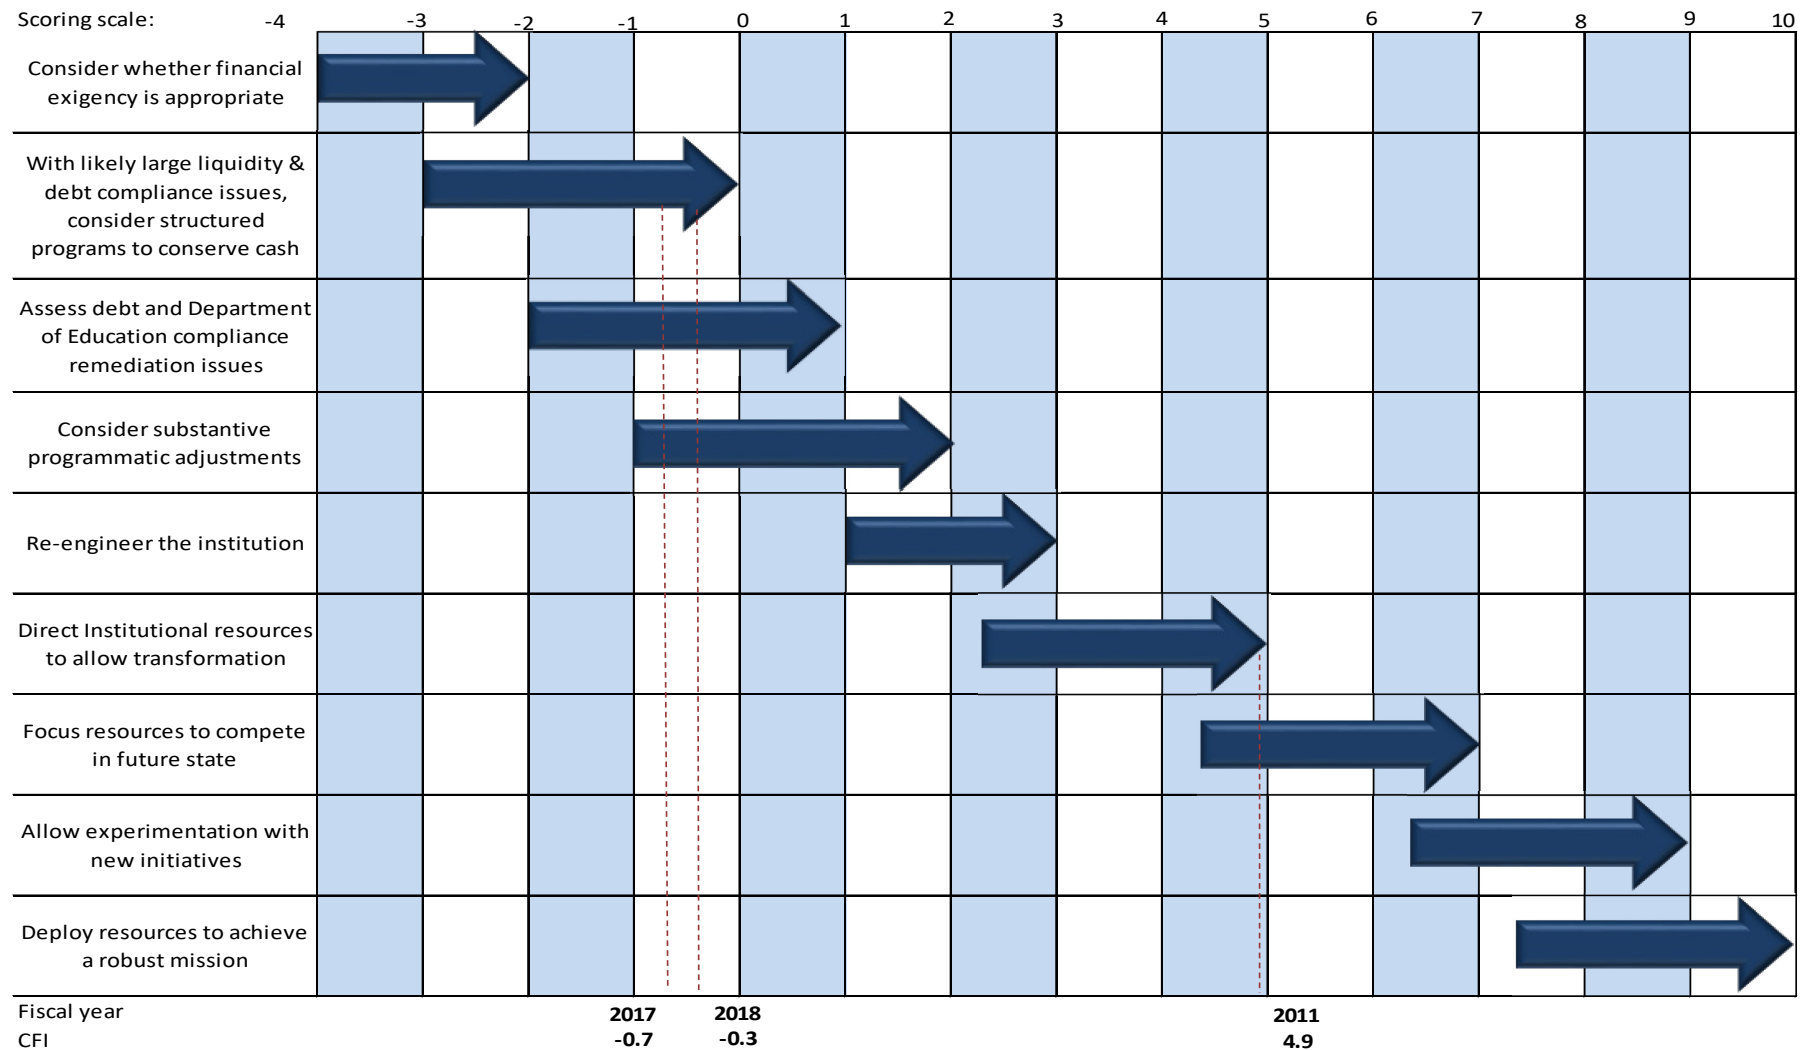 Scoring scale: -4 -3 -2 -1 0 1 2 3 4 5 6 7 8 9 10
Consider whether financial
exigency is appropriate
With likely large liquidity &
debt compliance issues,
consider structured
programs to conserve cash
Assess debt and Department
of Education compliance
remediation issues
Consider substantive
programmatic adjustments
Re-engineer the institution
Direct Institutional resources
to allow transformation
Focus resources to compete
in future state
Allow experimentation with
new initiatives
Deploy resources to achieve
a robust mission
Fiscal year 2017 2018 2011
CFI -0.7 -0.3 4.9